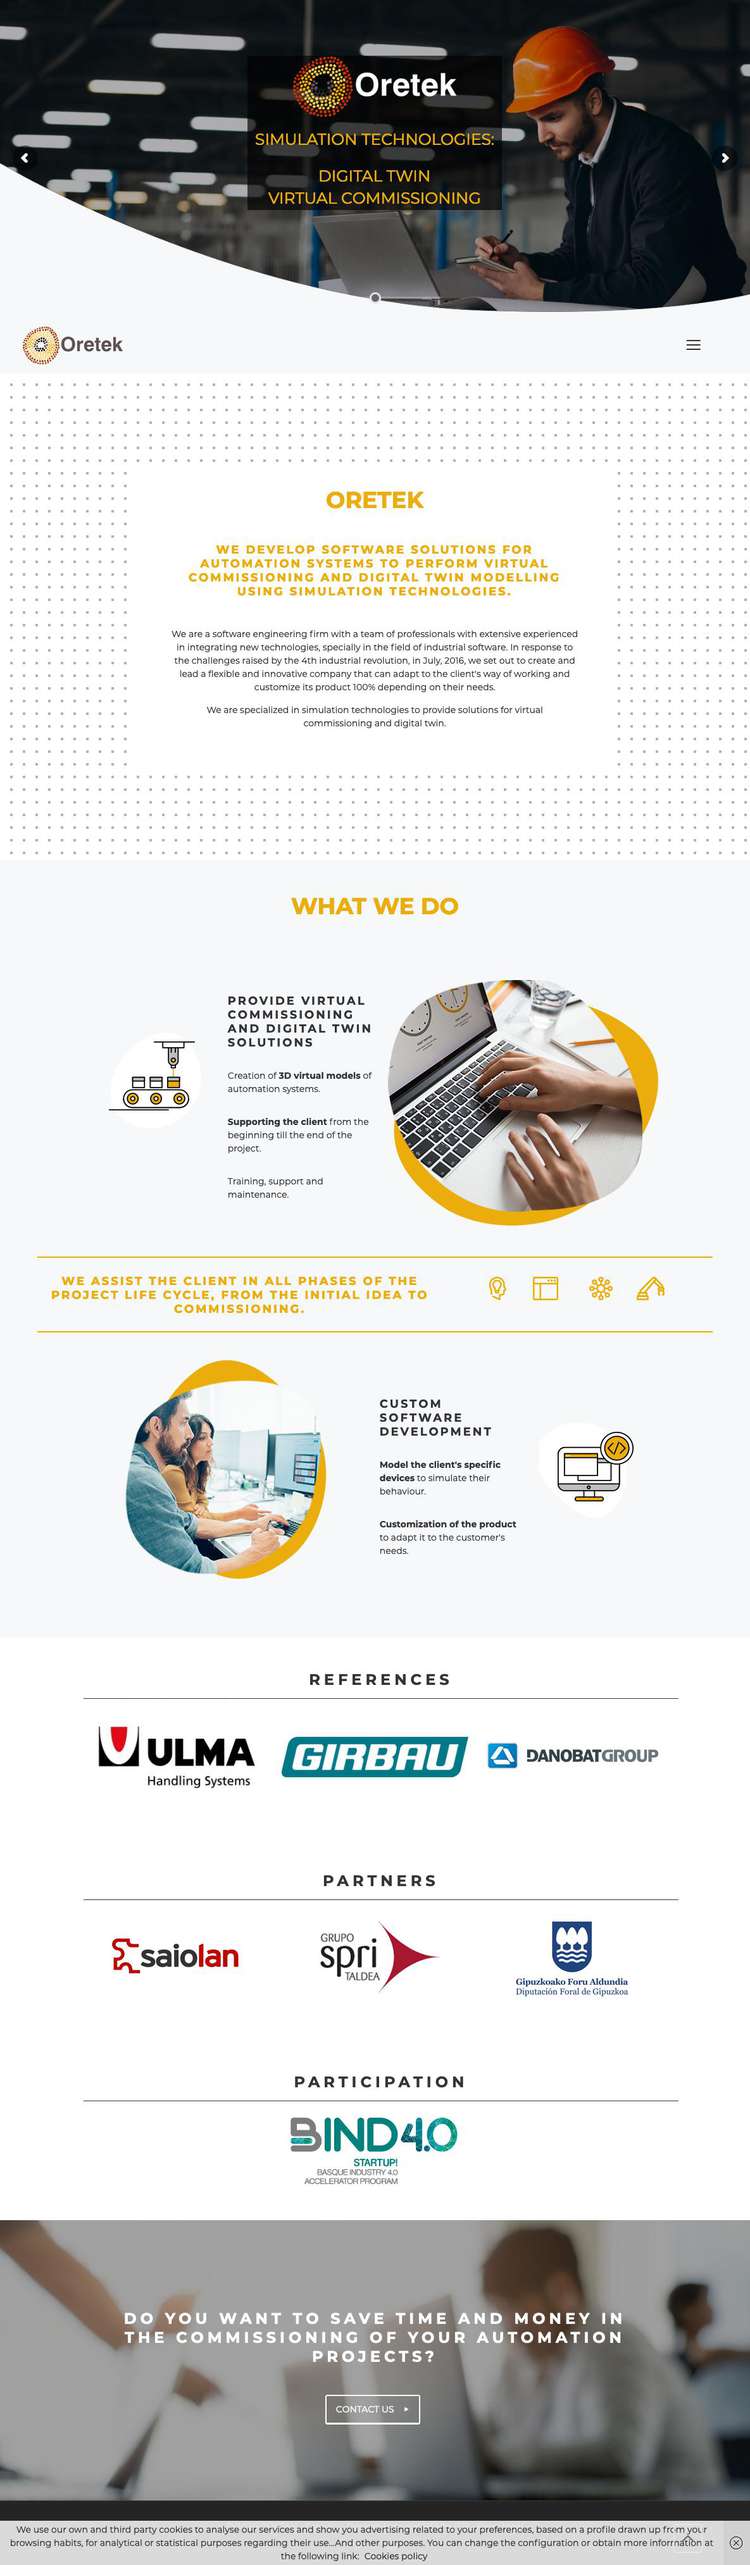 Oretek
SIMULATION TECHNOLOGIES:
DIGITAL TWIN
VIRTUAL COMMISSIONING
Oretek
ORETEK
WE DEVELOP SOFTWARE SOLUTIONS FOR
AUTOMATION SYSTEMS TO PERFORM VIRTUAL
COMMISSIONING AND DIGITAL TWIN MODELLING
USING SIMULATION TECHNOLOGIES.
We are a software engineering firm with a team of professionals with extensive experienced
in integrating new technologies, specially in the field of industrial software. In response to
the challenges raised by the 4th industrial revolution, in July, 2016, we set out to create and
lead a flexible and innovative company that can adapt to the client's way of working and
customize its product 100% depending on their needs.
We are specialized in simulation technologies to provide solutions for virtual
commissioning and digital twin.
WHAT WE DO
PROVIDE VIRTUAL
COMMISSIONING
AND DIGITAL TWIN
SOLUTIONS
Creation of 3D virtual models of
automation systems.
Supporting the client from the
beginning till the end of the
project.
Training, support and
maintenance.
WE ASSIST THE CLIENT IN ALL PHASES OF THE
PROJECT LIFE CYCLE, FROM THE INITIAL IDEA TO
COMMISSIONING.
CUSTOM
SOFTWARE
DEVELOPMENT
Model the client's specific
devices to simulate their
behaviour.
Customization of the product
to adapt it to the customer's
needs.
REFERENCES
ULMA
Handling Systems
GIRBAU
DANOBATGROUP
PARTNERS
saiolan
GRUPO
spri
TALDEA
Gipuzkoako Foru Aldundia
Diputación Foral de Gipuzkoa
PARTICIPATION
BIND 4.0
STARTUP!
BASQUE INDUSTRY 4.0
ACCELERATOR PROGRAM
DO YOU WANT TO SAVE TIME AND MONEY IN
THE COMMISSIONING OF YOUR AUTOMATION
PROJECTS?
CONTACT US
We use our own and third party cookies to analyse our services and show you advertising related to your preferences, based on a profile drawn up from your
browsing habits, for analytical or statistical purposes regarding their use...And other purposes. You can change the configuration or obtain more information at
the following link: Cookies policy